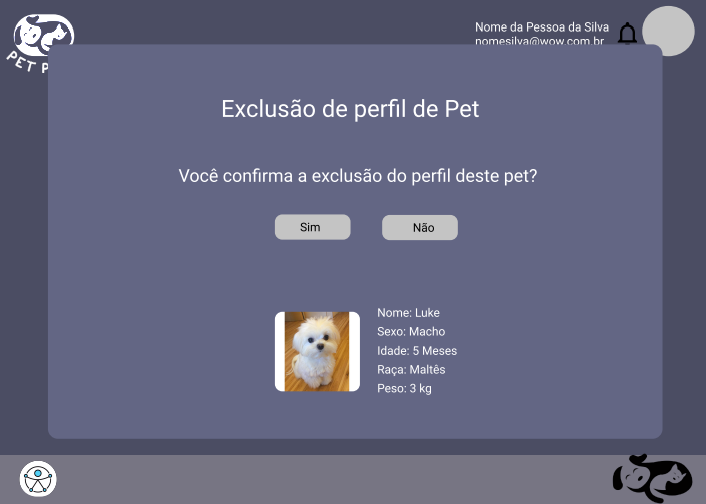 Nome da Pessoa da Silva
nomesilva@wow.com.br
PET P
Exclusão de perfil de Pet
Você confirma a exclusão do perfil deste pet?
Sim
Não
Nome: Luke
Sexo: Macho
Idade: 5 Meses
Raça: Maltês
Peso: 3 kg